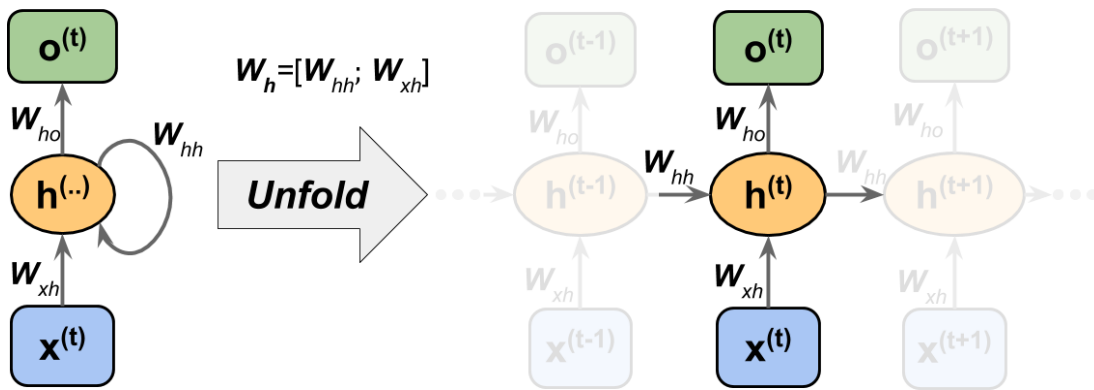 o(t)
W_ho
W_hh
h(..)
W_xh
x(t)
W_h=[W_hh; W_xh]
Unfold
o(t-1)
W_ho
h(t-1)
W_xh
x(t-1)
W_hh
o(t)
W_ho
h(t)
W_xh
x(t)
W_hh
o(t+1)
W_ho
h(t+1)
W_xh
x(t+1)